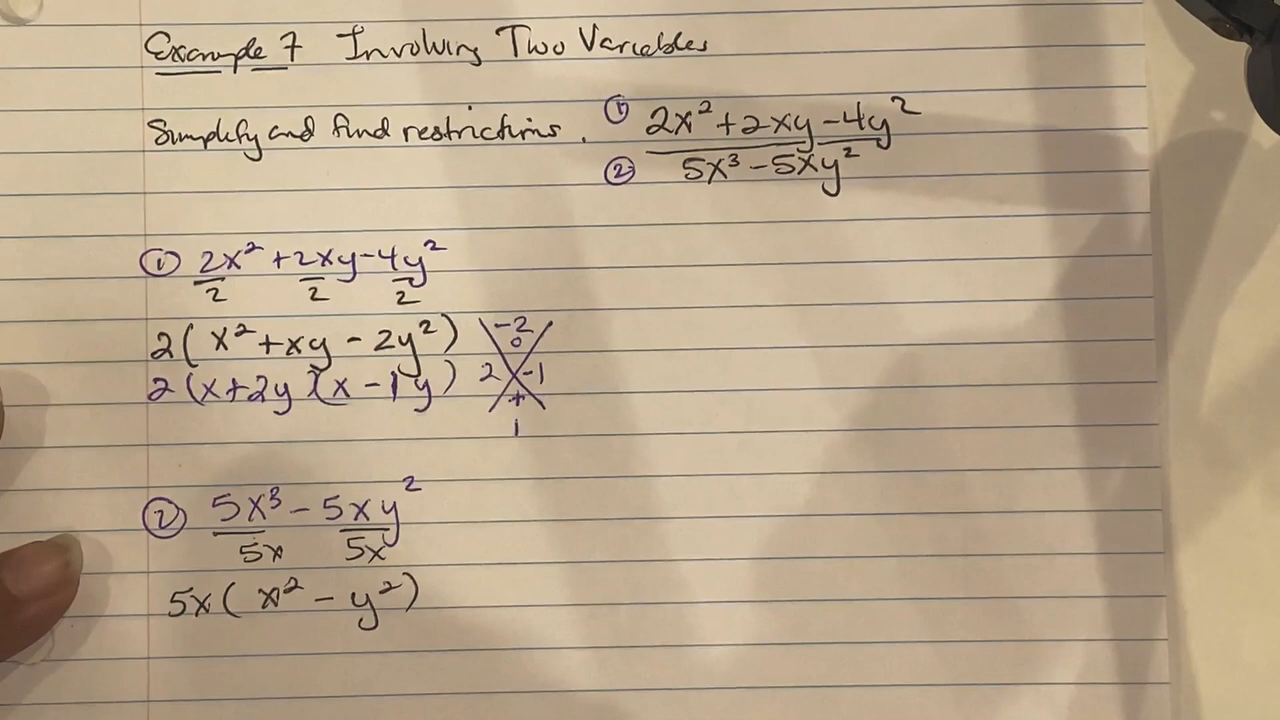 Example 7 Involving Two Variables
Simplify and find restrictions. ① 2x²+2xy-4y²
② 5x³-5xy²
① 2x²+2xy-4y²
2 2 2
2(x²+xy-2y²) -2
2(x+2y)(x-1y) 2 -1
+
1
② 5x³-5xy²
5x 5x
5x(x²-y²)